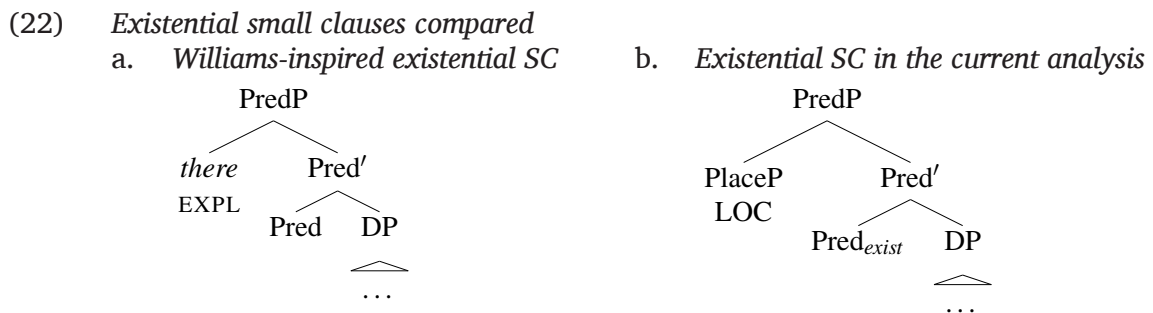 (22) Existential small clauses compared
a. Williams-inspired existential SC b. Existential SC in the current analysis
PredP PredP
there Pred′ PlaceP Pred′
EXPL LOC
Pred DP Pred_exist DP
... ...